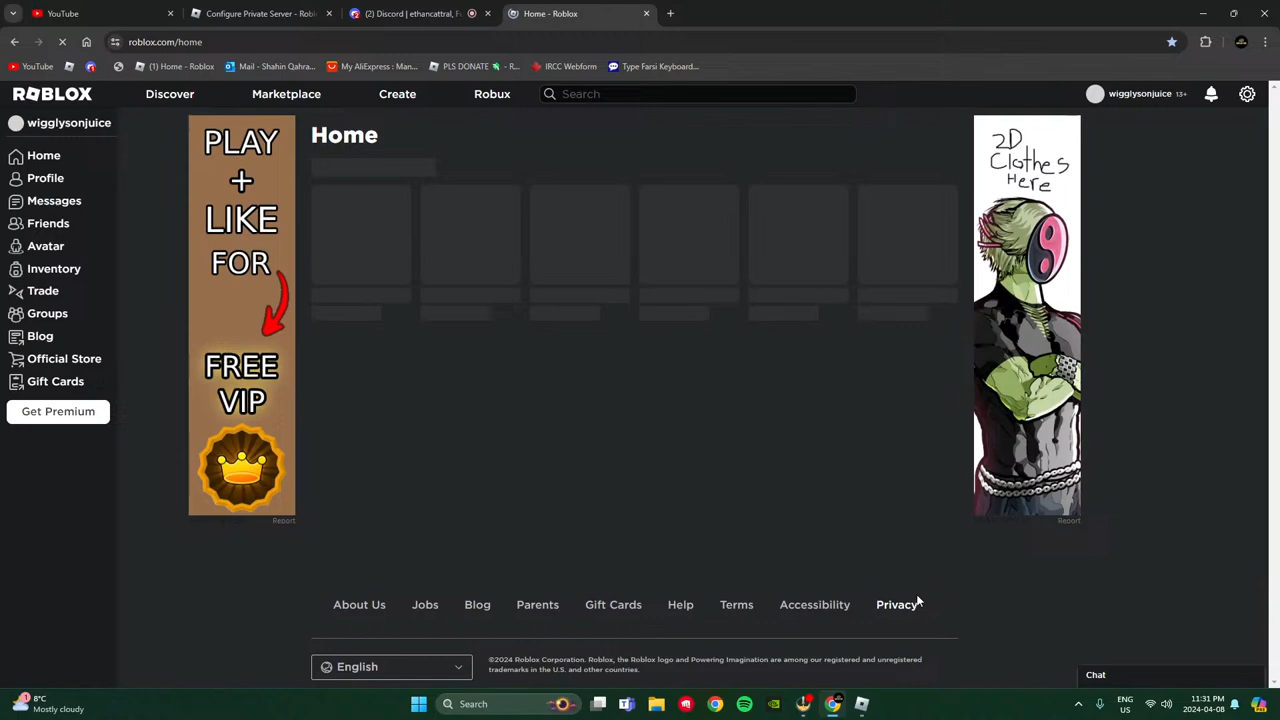 YouTube
Configure Private Server - Robl
(2) Discord | ethancattral, F
Home - Roblox
roblox.com/home
YouTube
(1) Home - Roblox
Mail - Shahin Qahra...
My AliExpress : Man...
PLS DONATE - R...
IRCC Webform
Type Farsi Keyboard...
ROBLOX
Discover
Marketplace
Create
Robux
Search
wigglysonjuice 13+
wigglysonjuice
Home
Profile
Messages
Friends
Avatar
Inventory
Trade
Groups
Blog
Official Store
Gift Cards
Get Premium
PLAY
+
LIKE
FOR
FREE
VIP
Report
Home
2D
Clothes
Here
Report
About Us
Jobs
Blog
Parents
Gift Cards
Help
Terms
Accessibility
Privacy
English
©2024 Roblox Corporation. Roblox, the Roblox logo and Powering Imagination are among our registered and unregistered
trademarks in the U.S. and other countries.
Chat
1
8°C
Mostly cloudy
Search
ENG
US
11:31 PM
2024-04-08